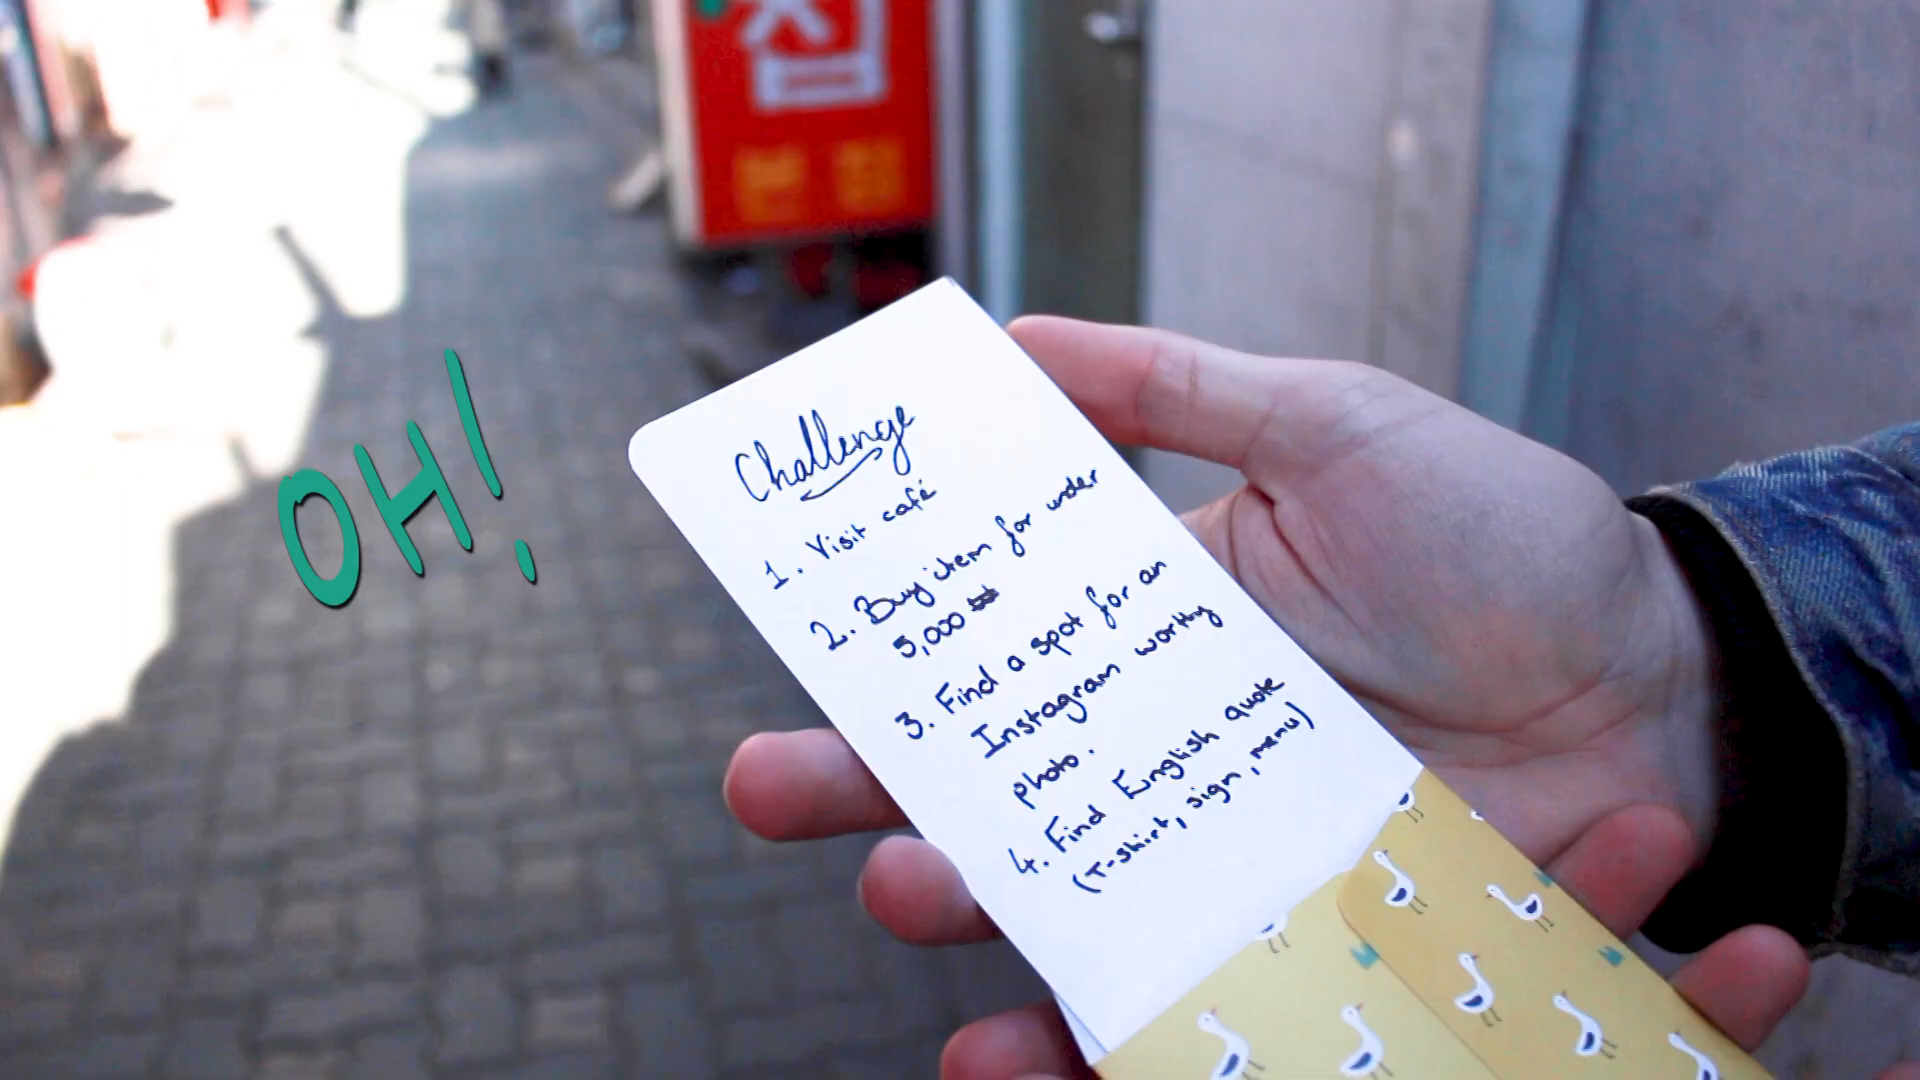 OH!
Challenge
1. Visit café
2. Buy item for under
5,000
3. Find a spot for an
Instagram worthy
photo.
4. Find English quote
(T-shirt, sign, menu)